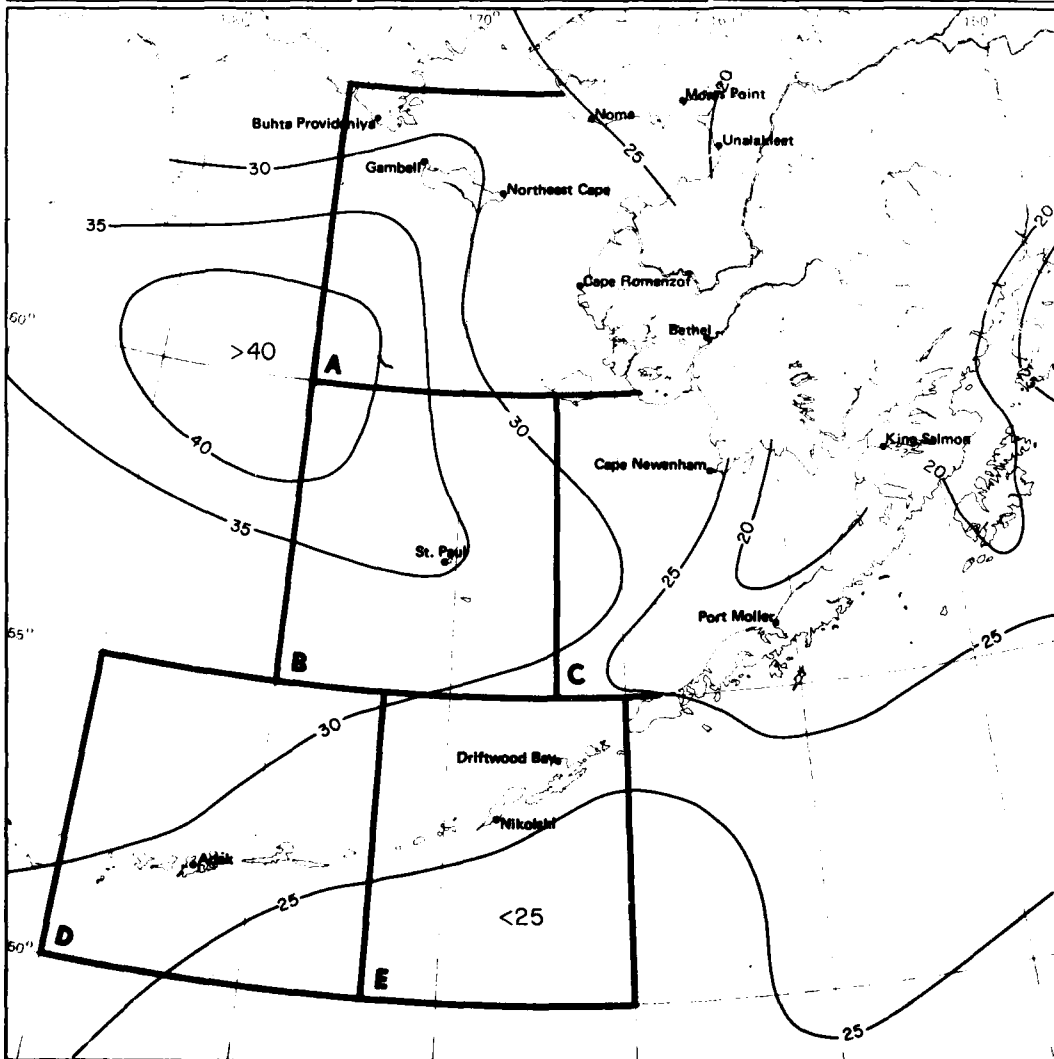 170
160
20
Buhta Provideniya
Nome
Moses Point
25
Unalakleet
30
Gambell
Northeast Cape
35
20
Cape Romanzof
60°
Bethel
>40
A
30
40
King Salmon
Cape Newenham
20
35
20
St. Paul
25
Port Moller
55°
25
B
C
30
Driftwood Bay
Nikolski
Adak
25
<25
D
50°
E
25